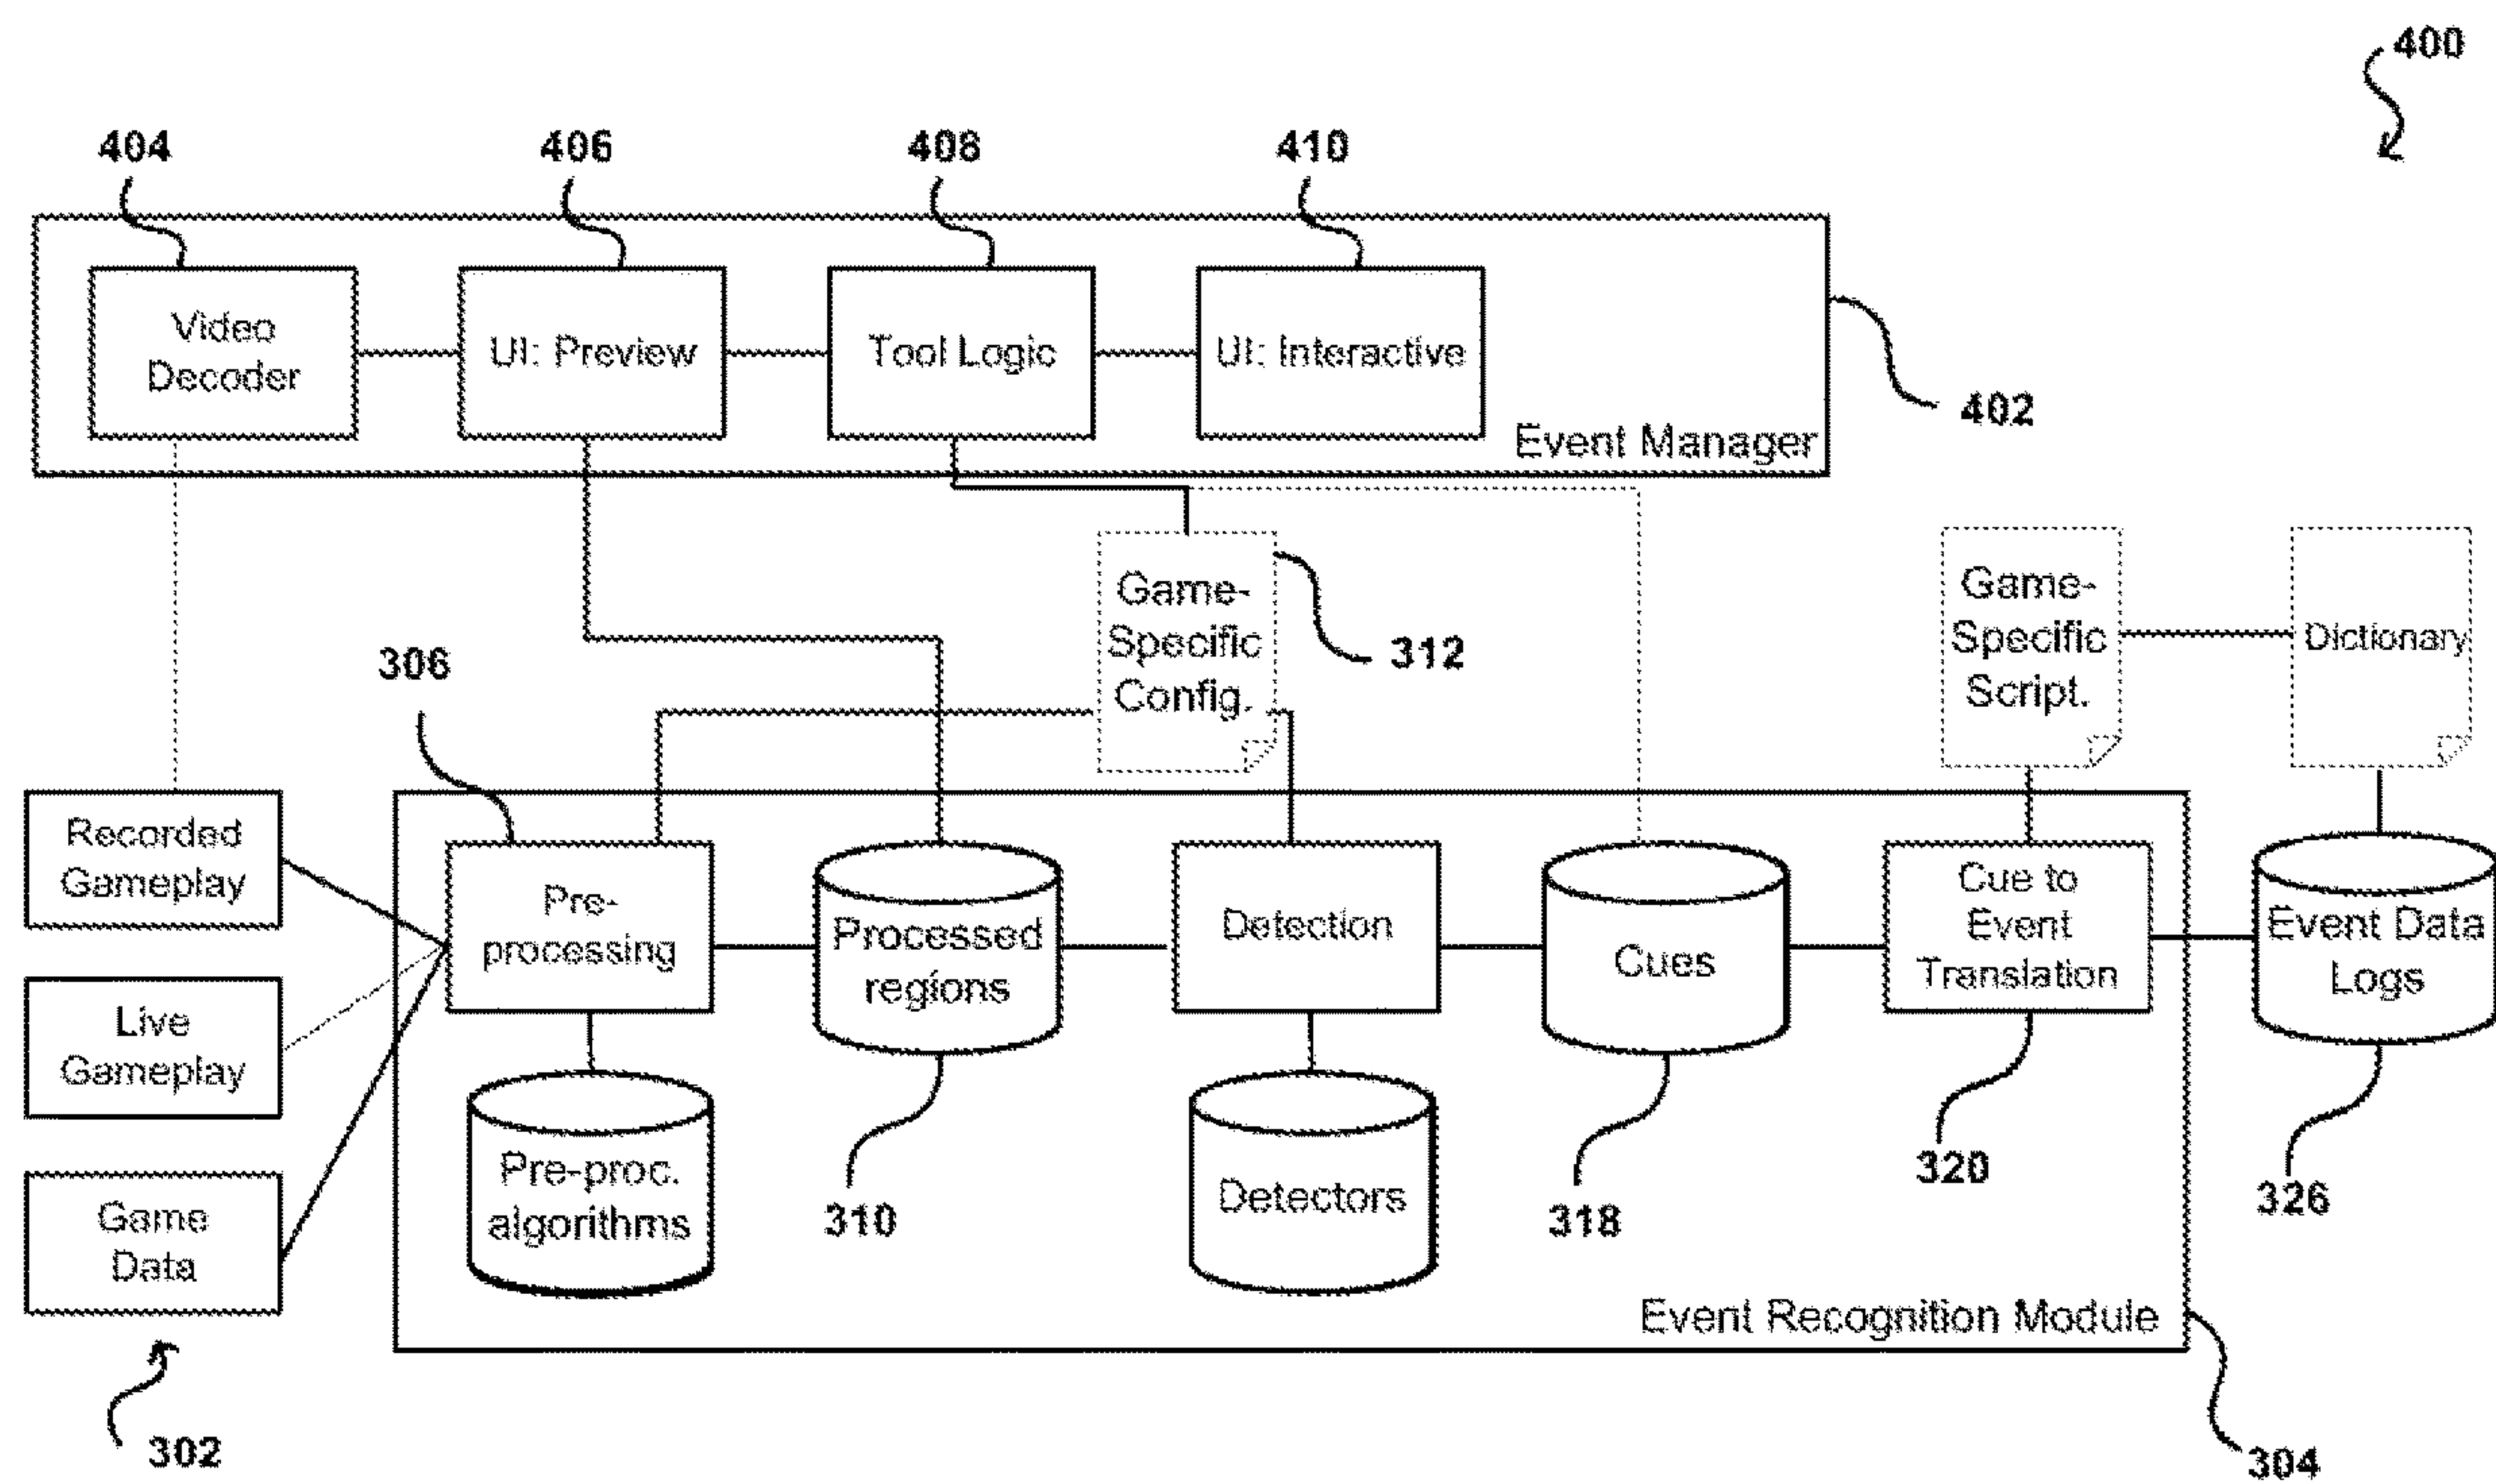 400
404
406
408
410
Video
Decoder
UI: Preview
Tool Logic
UI: Interactive
Event Manager
402
Game-
Specific
Config.
312
Game-
Specific
Script.
Dictionary
306
Recorded
Gameplay
Live
Gameplay
Game
Data
302
Pre-
processing
Processed
regions
Detection
Cues
Cue to
Event
Translation
Event Data
Logs
Pre-proc.
algorithms
310
Detectors
318
320
326
Event Recognition Module
304